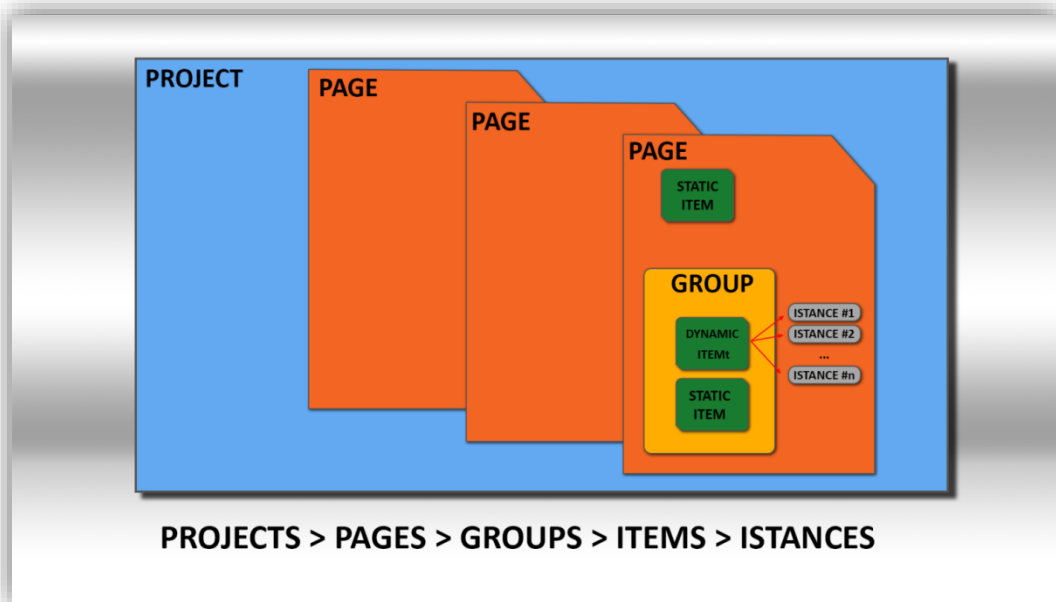 PROJECT
PAGE
PAGE
PAGE
STATIC
ITEM
GROUP
DYNAMIC
ITEMt
ISTANCE #1
ISTANCE #2
...
ISTANCE #n
STATIC
ITEM
PROJECTS > PAGES > GROUPS > ITEMS > ISTANCES